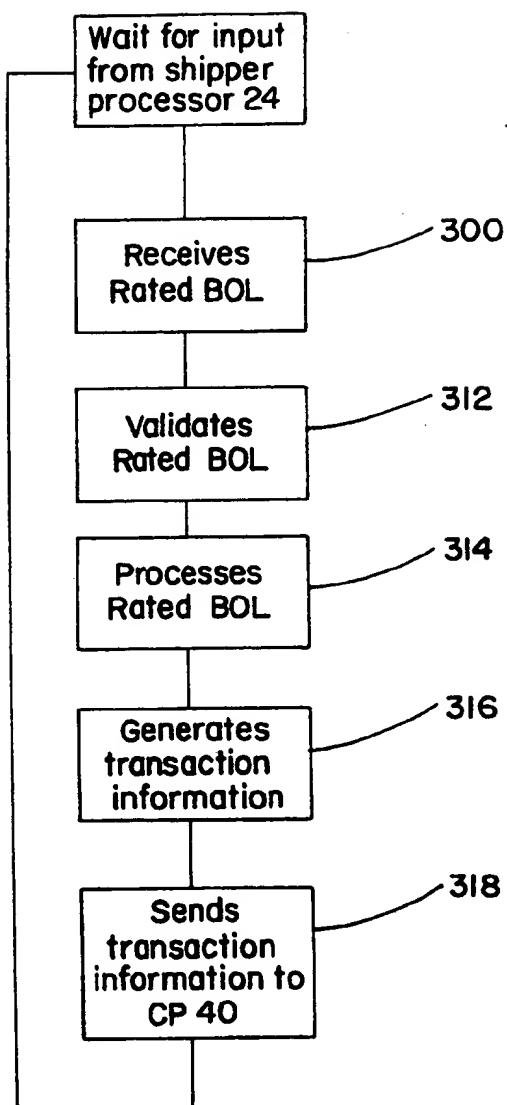 Wait for input
from shipper
processor 24
300
Receives
Rated BOL
312
Validates
Rated BOL
314
Processes
Rated BOL
316
Generates
transaction
information
318
Sends
transaction
information to
CP 40